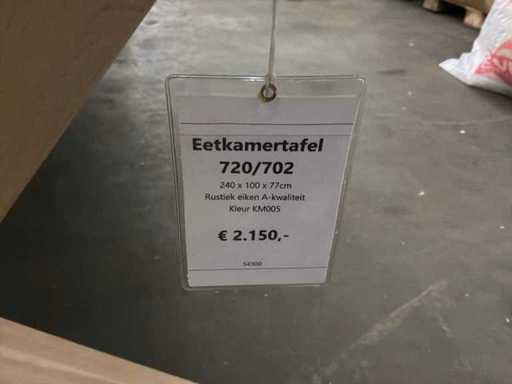 Eetkamertafel
720/702
240 x 100 x 77cm
Rustiek eiken A-kwaliteit
Kleur KM005
€ 2.150,-
54300